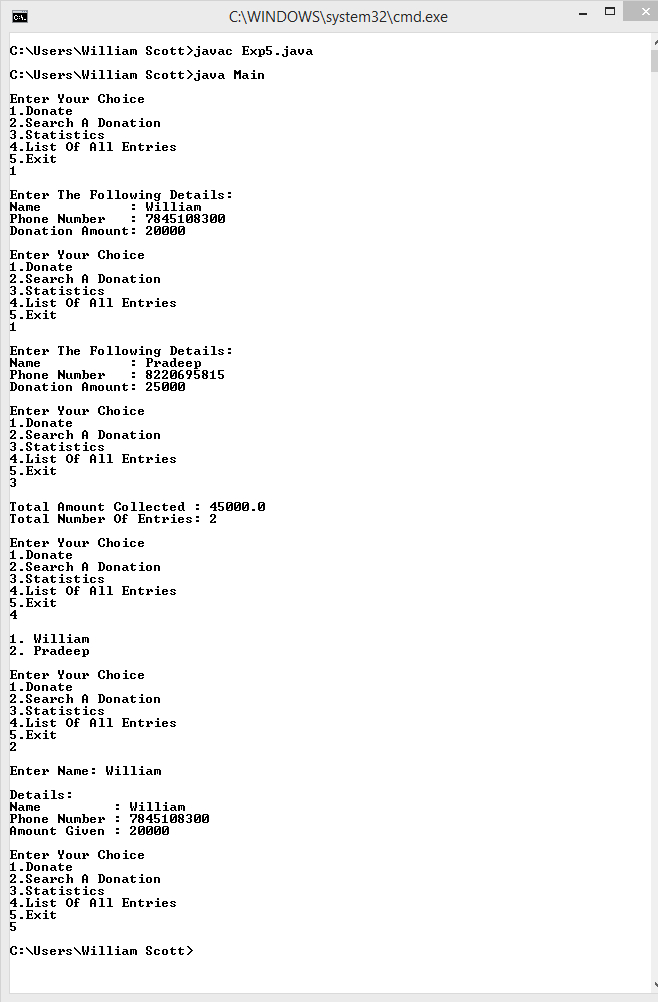 C:\WINDOWS\system32\cmd.exe
C:\Users\William Scott>javac Exp5.java
C:\Users\William Scott>java Main
Enter Your Choice
1.Donate
2.Search A Donation
3.Statistics
4.List Of All Entries
5.Exit
1
Enter The Following Details:
Name           : William
Phone Number   : 7845108300
Donation Amount: 20000
Enter Your Choice
1.Donate
2.Search A Donation
3.Statistics
4.List Of All Entries
5.Exit
1
Enter The Following Details:
Name           : Pradeep
Phone Number   : 8220695815
Donation Amount: 25000
Enter Your Choice
1.Donate
2.Search A Donation
3.Statistics
4.List Of All Entries
5.Exit
3
Total Amount Collected : 45000.0
Total Number Of Entries: 2
Enter Your Choice
1.Donate
2.Search A Donation
3.Statistics
4.List Of All Entries
5.Exit
4
1. William
2. Pradeep
Enter Your Choice
1.Donate
2.Search A Donation
3.Statistics
4.List Of All Entries
5.Exit
2
Enter Name: William
Details:
Name         : William
Phone Number : 7845108300
Amount Given : 20000
Enter Your Choice
1.Donate
2.Search A Donation
3.Statistics
4.List Of All Entries
5.Exit
5
C:\Users\William Scott>